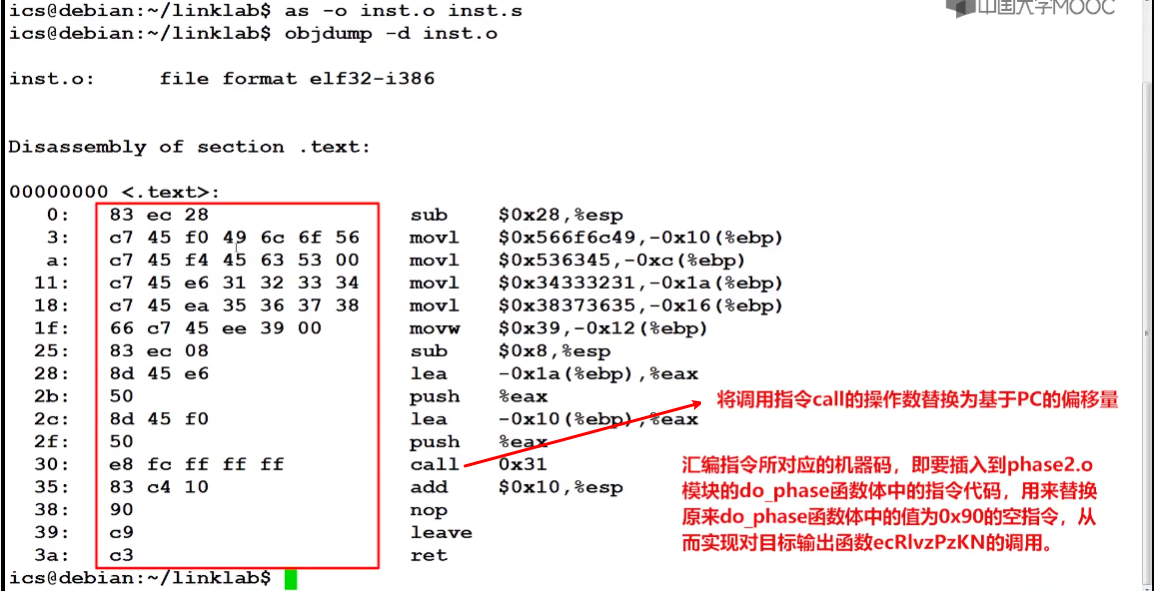 ics@debian:~/linklab$ as -o inst.o inst.s
中国大学MOOC
ics@debian:~/linklab$ objdump -d inst.o
inst.o:     file format elf32-i386
Disassembly of section .text:
00000000 <.text>:
0: 83 ec 28 sub $0x28,%esp
3: c7 45 f0 49 6c 6f 56 movl $0x566f6c49,-0x10(%ebp)
a: c7 45 f4 45 63 53 00 movl $0x536345,-0xc(%ebp)
11: c7 45 e6 31 32 33 34 movl $0x34333231,-0x1a(%ebp)
18: c7 45 ea 35 36 37 38 movl $0x38373635,-0x16(%ebp)
1f: 66 c7 45 ee 39 00 movw $0x39,-0x12(%ebp)
25: 83 ec 08 sub $0x8,%esp
28: 8d 45 e6 lea -0x1a(%ebp),%eax
2b: 50 push %eax
2c: 8d 45 f0 lea -0x10(%ebp),%eax
2f: 50 push %eax
30: e8 fc ff ff ff call 0x31
35: 83 c4 10 add $0x10,%esp
38: 90 nop
39: c9 leave
3a: c3 ret
ics@debian:~/linklab$
将调用指令call的操作数替换为基于PC的偏移量
汇编指令所对应的机器码，即要插入到phase2.o
模块的do_phase函数体中的指令代码，用来替换
原来do_phase函数体中的值为0x90的空指令，从
而实现对目标输出函数ecRlvzPzKN的调用。